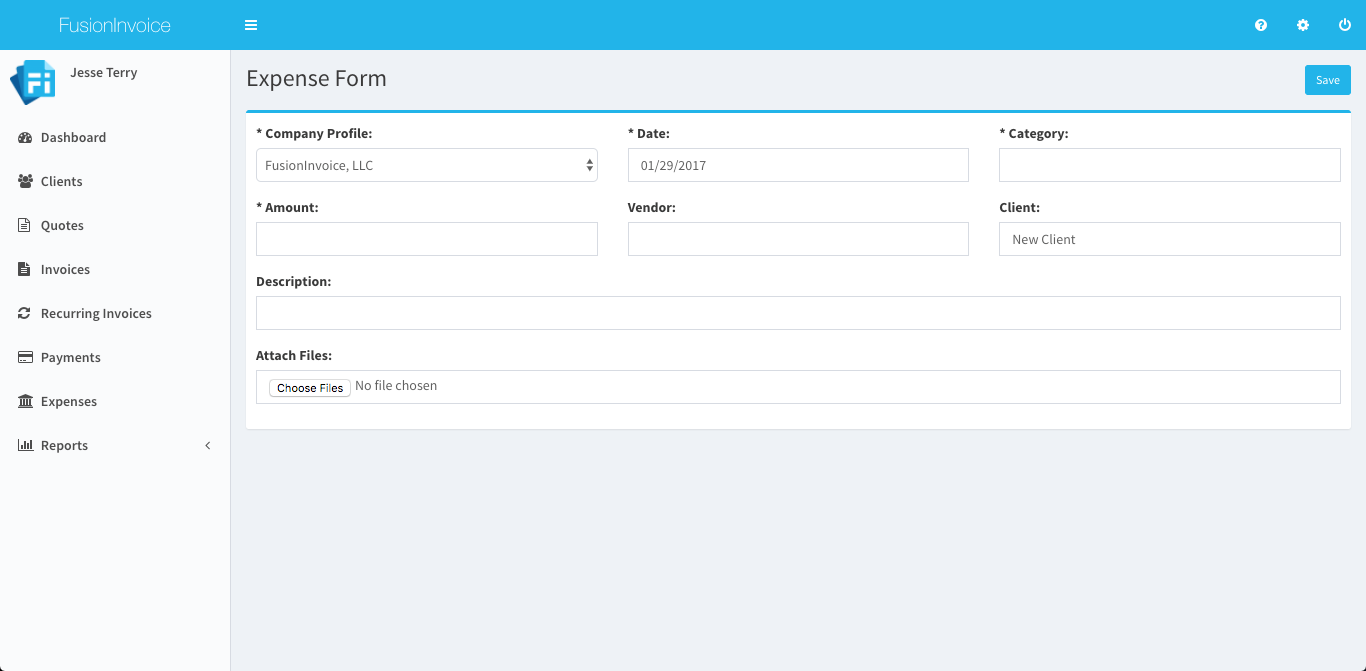 FusionInvoice
Fi
Jesse Terry
Dashboard
Clients
Quotes
Invoices
Recurring Invoices
Payments
Expenses
Reports
Expense Form
Save
* Company Profile:
* Date:
* Category:
FusionInvoice, LLC
01/29/2017
* Amount:
Vendor:
Client:
New Client
Description:
Attach Files:
Choose Files No file chosen